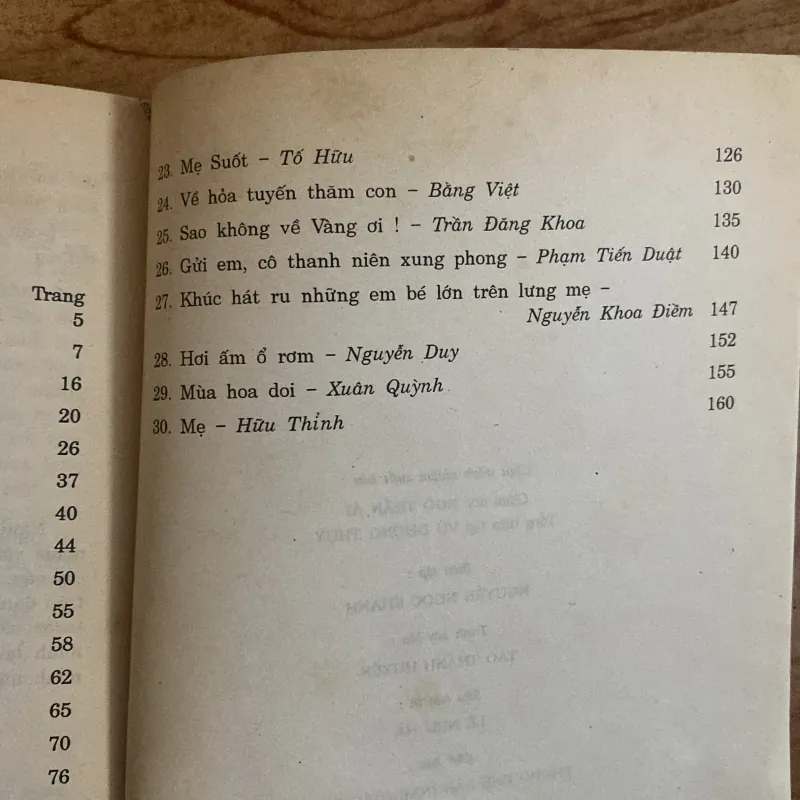 Trang
5
7
16
20
26
37
40
44
50
55
58
62
65
70
76
23. Mẹ Suốt – Tố Hữu 126
24. Về hỏa tuyến thăm con – Bằng Việt 130
25. Sao không về Vàng ơi ! – Trần Đăng Khoa 135
26. Gửi em, cô thanh niên xung phong – Phạm Tiến Duật 140
27. Khúc hát ru những em bé lớn trên lưng mẹ –
Nguyễn Khoa Điềm 147
28. Hơi ấm ổ rơm – Nguyễn Duy 152
29. Mùa hoa doi – Xuân Quỳnh 155
30. Mẹ – Hữu Thỉnh 160